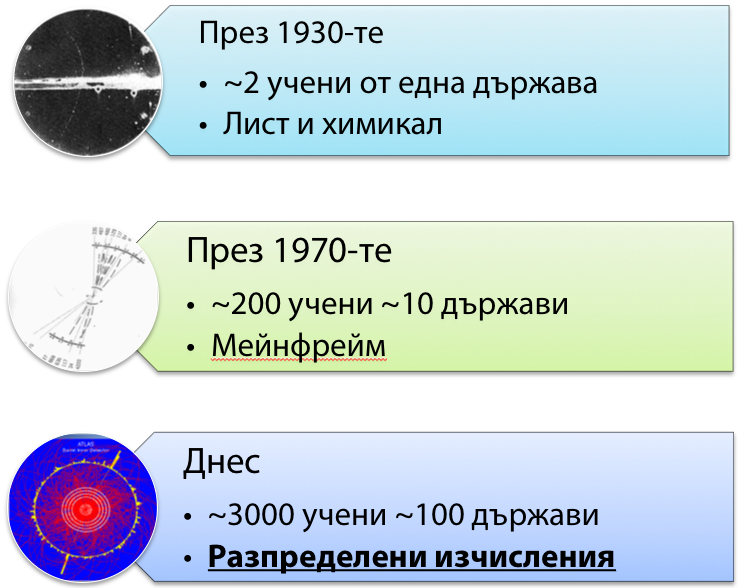 През 1930-те
• ~2 учени от една държава
• Лист и химикал
През 1970-те
• ~200 учени ~10 държави
• Мейнфрейм
ATLAS
Днес
• ~3000 учени ~100 държави
• Разпределени изчисления